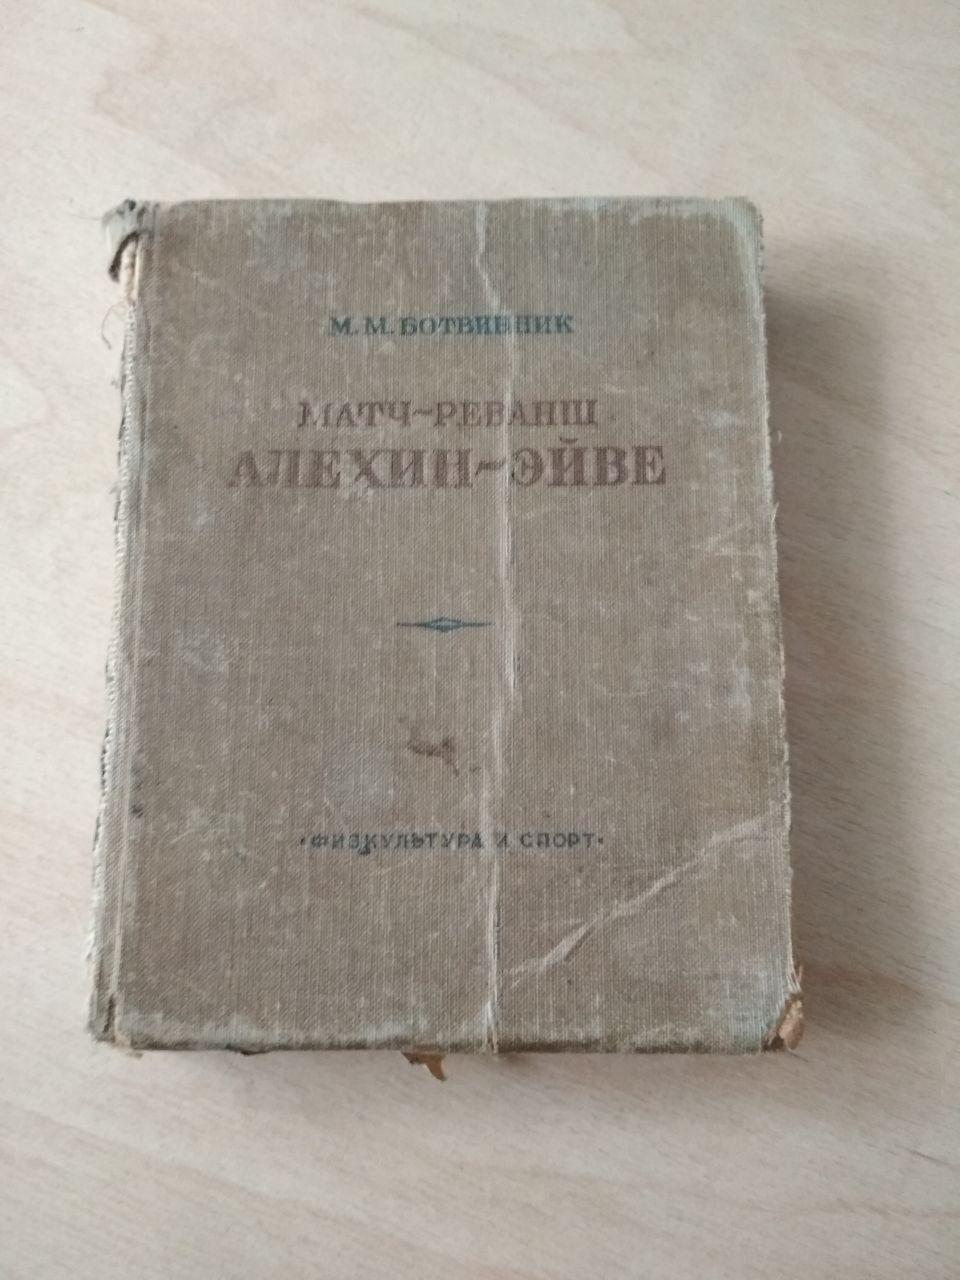 М. М. БОТВИННИК
МАТЧ~РЕВАНШ
АЛЕХИН~ЭЙВЕ
·ФИЗКУЛЬТУРА И СПОРТ·